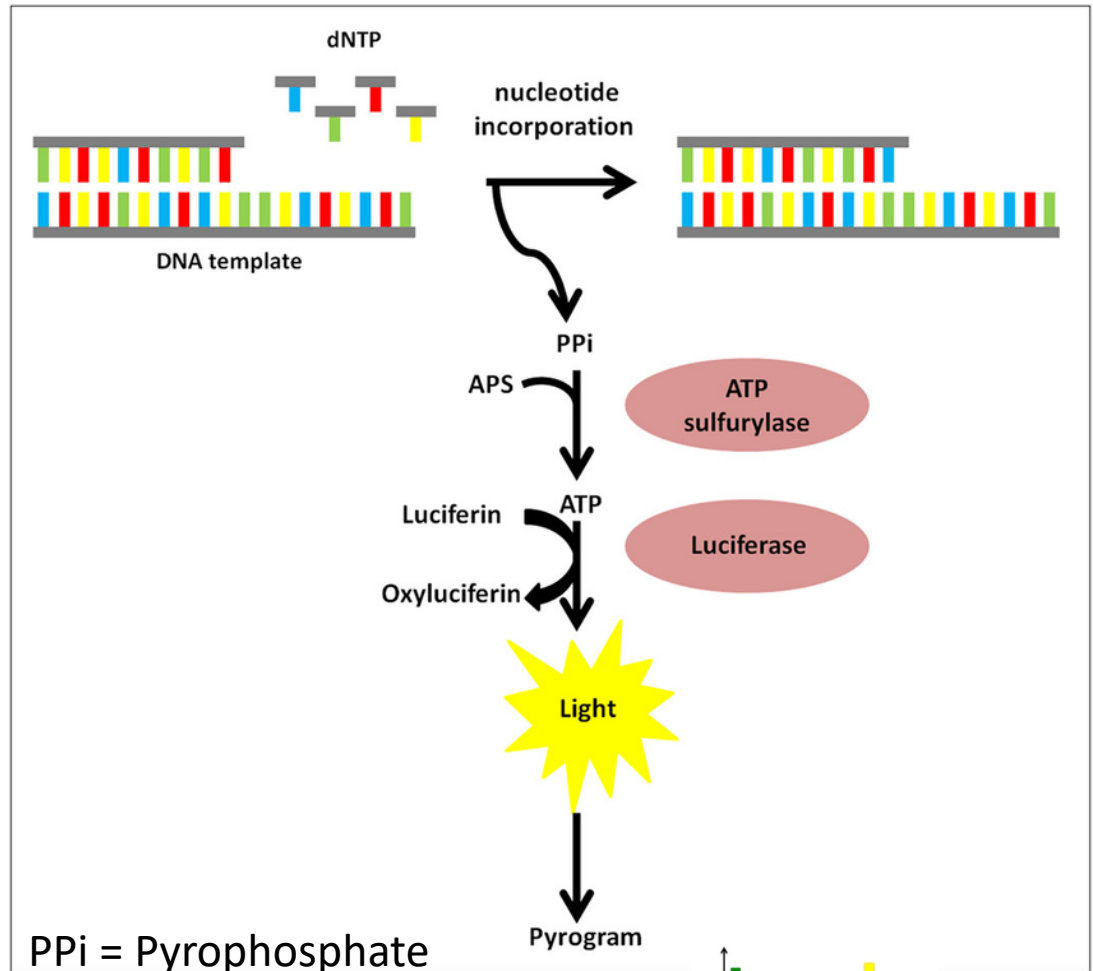 dNTP
nucleotide
incorporation
DNA template
PPi
APS
ATP
sulfurylase
ATP
Luciferin
Luciferase
Oxyluciferin
Light
Pyrogram
PPi = Pyrophosphate